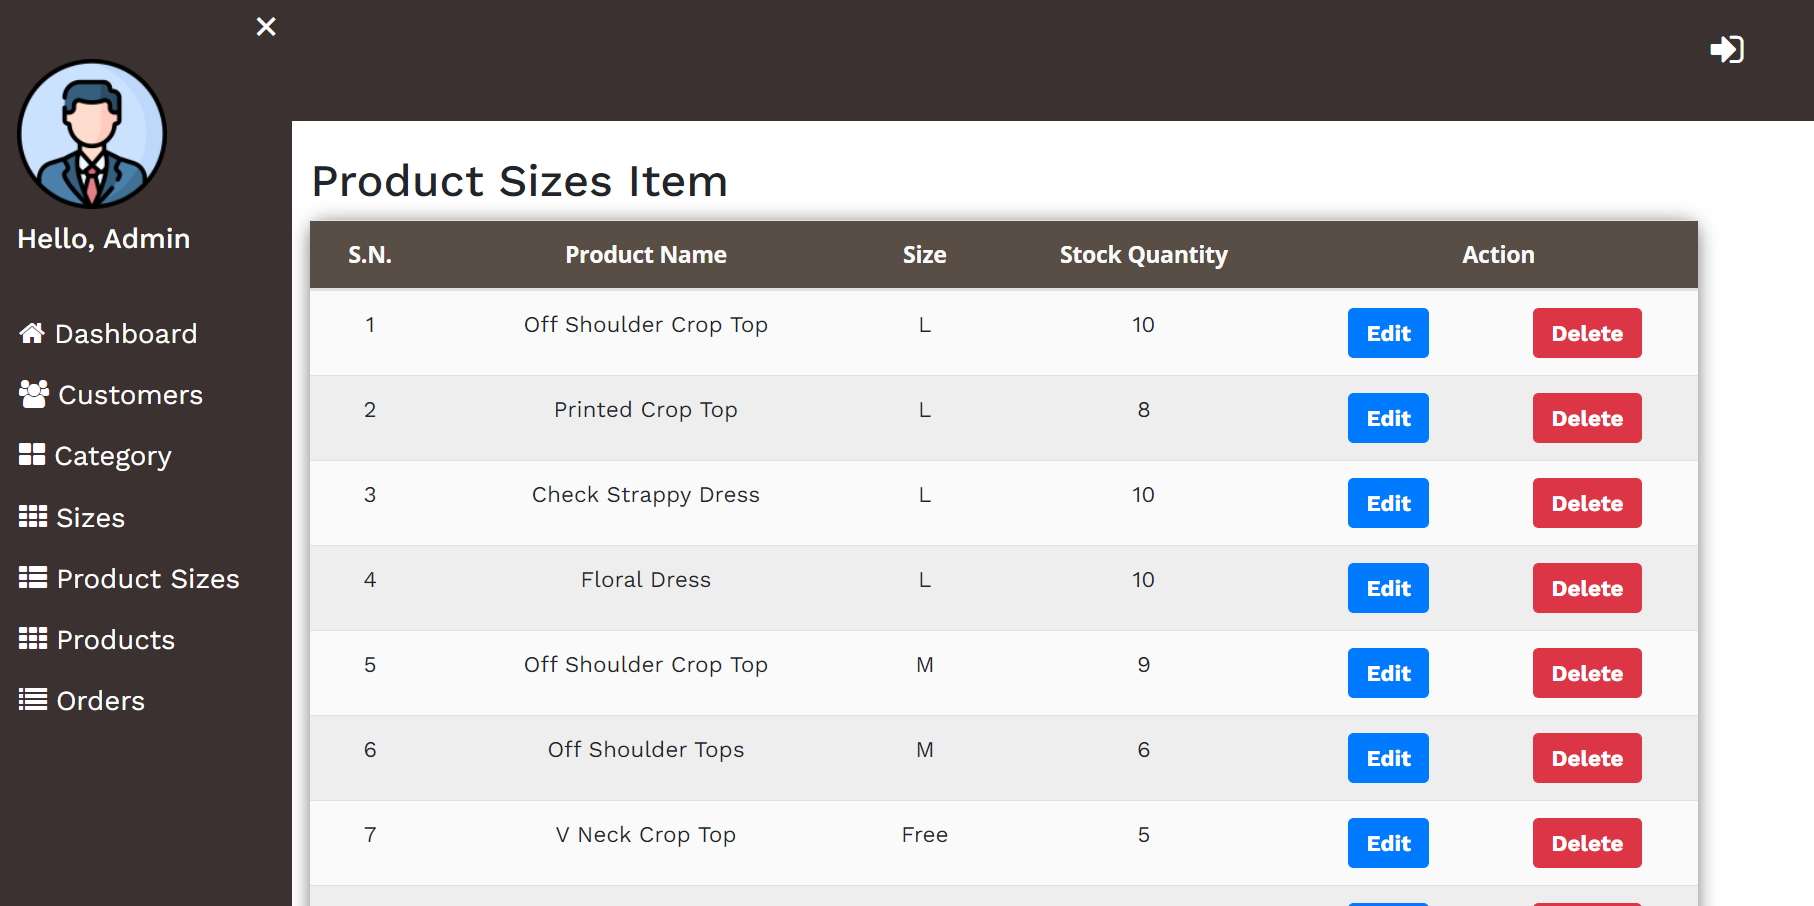 Hello, Admin
Dashboard
Customers
Category
Sizes
Product Sizes
Products
Orders
Product Sizes Item
S.N. Product Name Size Stock Quantity Action
1 Off Shoulder Crop Top L 10 Edit Delete
2 Printed Crop Top L 8 Edit Delete
3 Check Strappy Dress L 10 Edit Delete
4 Floral Dress L 10 Edit Delete
5 Off Shoulder Crop Top M 9 Edit Delete
6 Off Shoulder Tops M 6 Edit Delete
7 V Neck Crop Top Free 5 Edit Delete